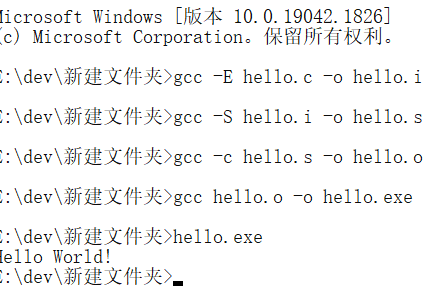 Microsoft Windows [版本 10.0.19042.1826]
(c) Microsoft Corporation。保留所有权利。
E:\dev\新建文件夹>gcc -E hello.c -o hello.i
E:\dev\新建文件夹>gcc -S hello.i -o hello.s
E:\dev\新建文件夹>gcc -c hello.s -o hello.o
E:\dev\新建文件夹>gcc hello.o -o hello.exe
E:\dev\新建文件夹>hello.exe
Hello World!
E:\dev\新建文件夹>